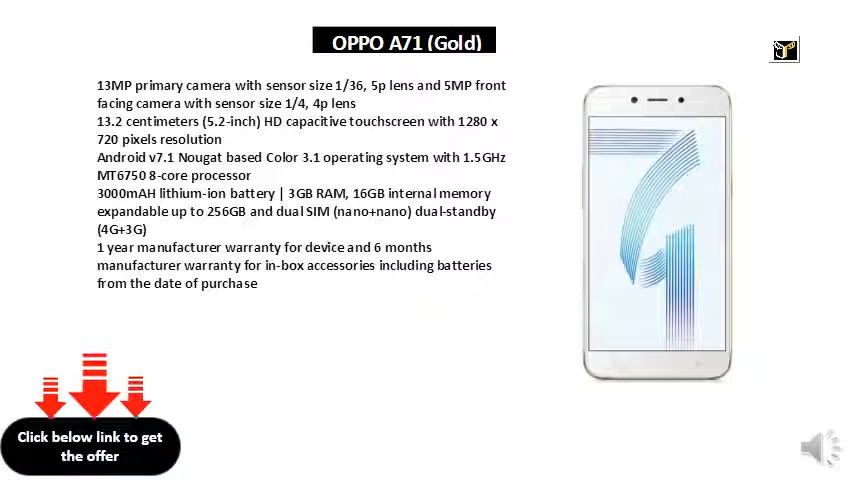 OPPO A71 (Gold)
13MP primary camera with sensor size 1/36, 5p lens and 5MP front
facing camera with sensor size 1/4, 4p lens
13.2 centimeters (5.2-inch) HD capacitive touchscreen with 1280 x
720 pixels resolution
Android v7.1 Nougat based Color 3.1 operating system with 1.5GHz
MT6750 8-core processor
3000mAH lithium-ion battery | 3GB RAM, 16GB internal memory
expandable up to 256GB and dual SIM (nano+nano) dual-standby
(4G+3G)
1 year manufacturer warranty for device and 6 months
manufacturer warranty for in-box accessories including batteries
from the date of purchase
71
Click below link to get
the offer